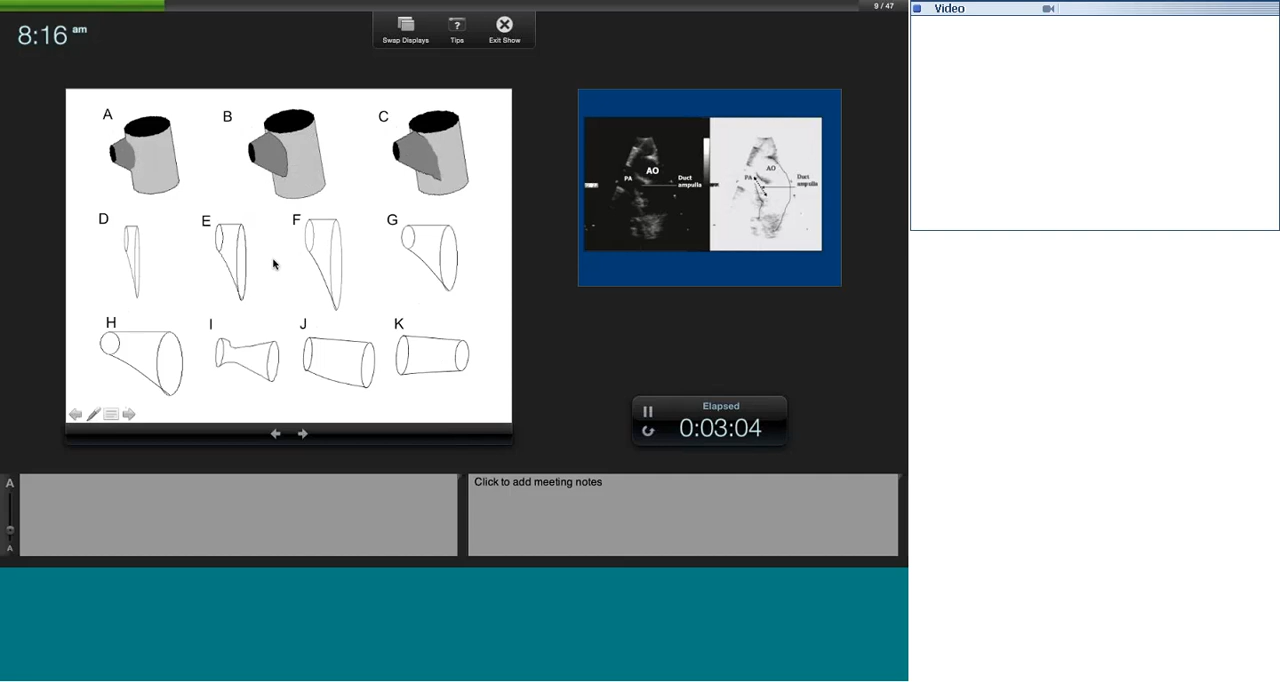 9 / 47
Video
8:16 am
Swap Displays
Tips
Exit Show
A
B
C
D
E
F
G
H
I
J
K
AO
PA
Duct
ampulla
AO
PA
Duct
ampulla
Elapsed
0:03:04
A
A
Click to add meeting notes